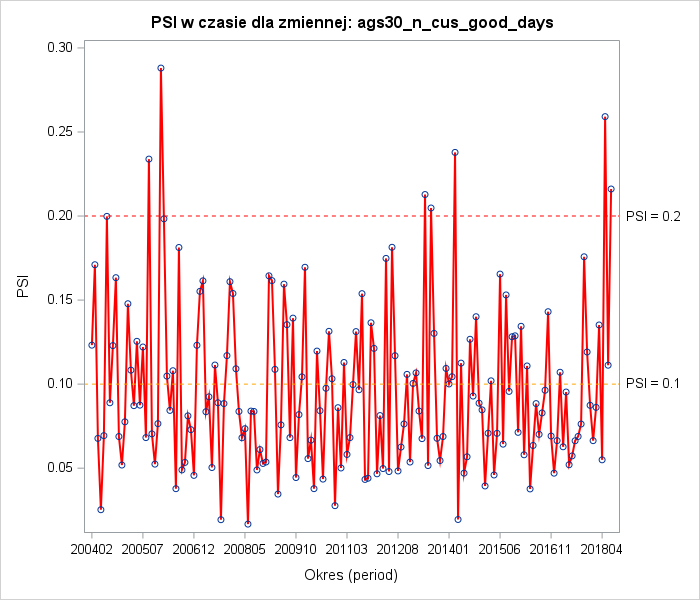 PSI w czasie dla zmiennej: ags30_n_cus_good_days
0.30
0.25
0.20
0.15
0.10
0.05
PSI
PSI = 0.2
PSI = 0.1
200402 200507 200612 200805 200910 201103 201208 201401 201506 201611 201804
Okres (period)